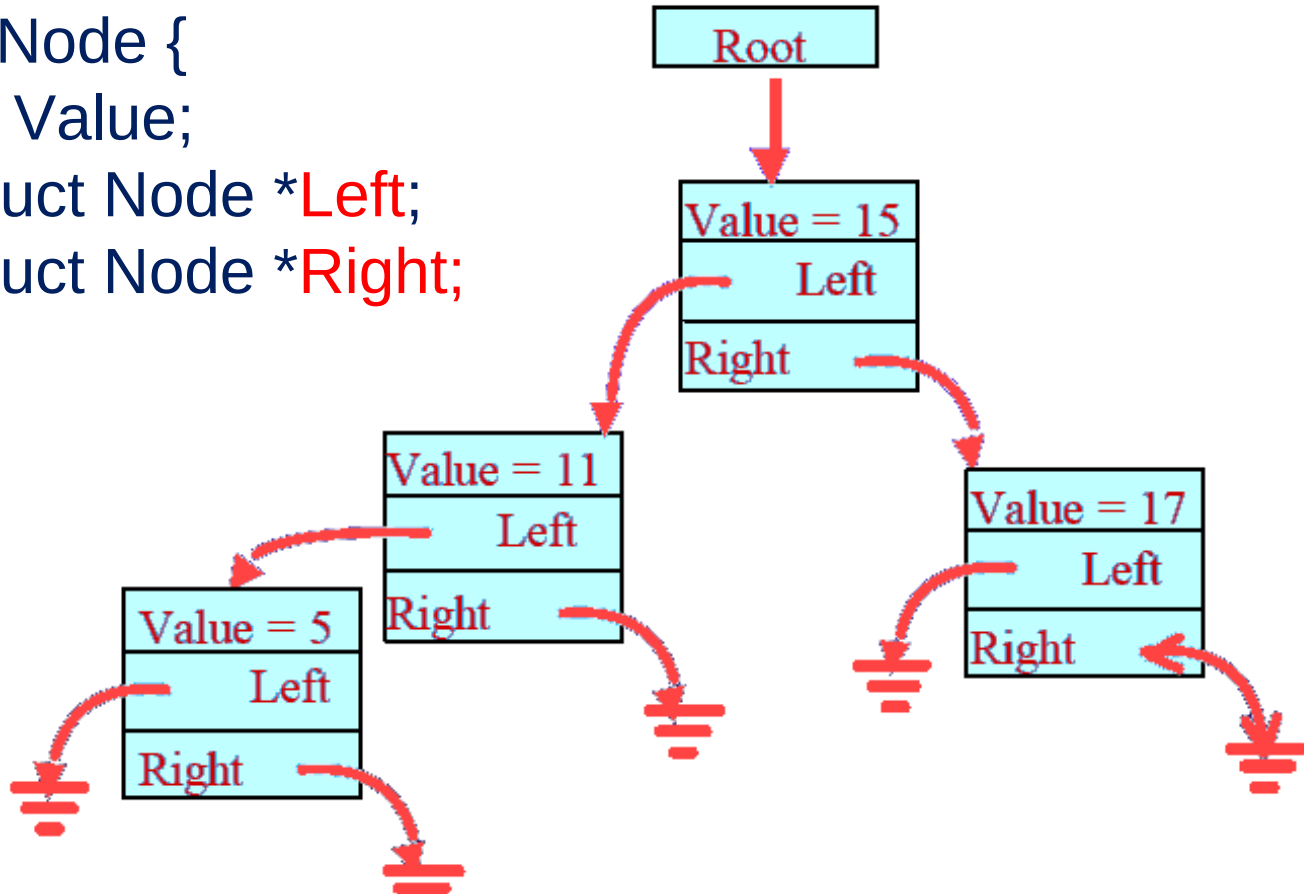 Node {
Value;
uct Node *Left;
uct Node *Right;
Root
Value = 15
Left
Right
Value = 11
Left
Right
Value = 17
Left
Right
Value = 5
Left
Right